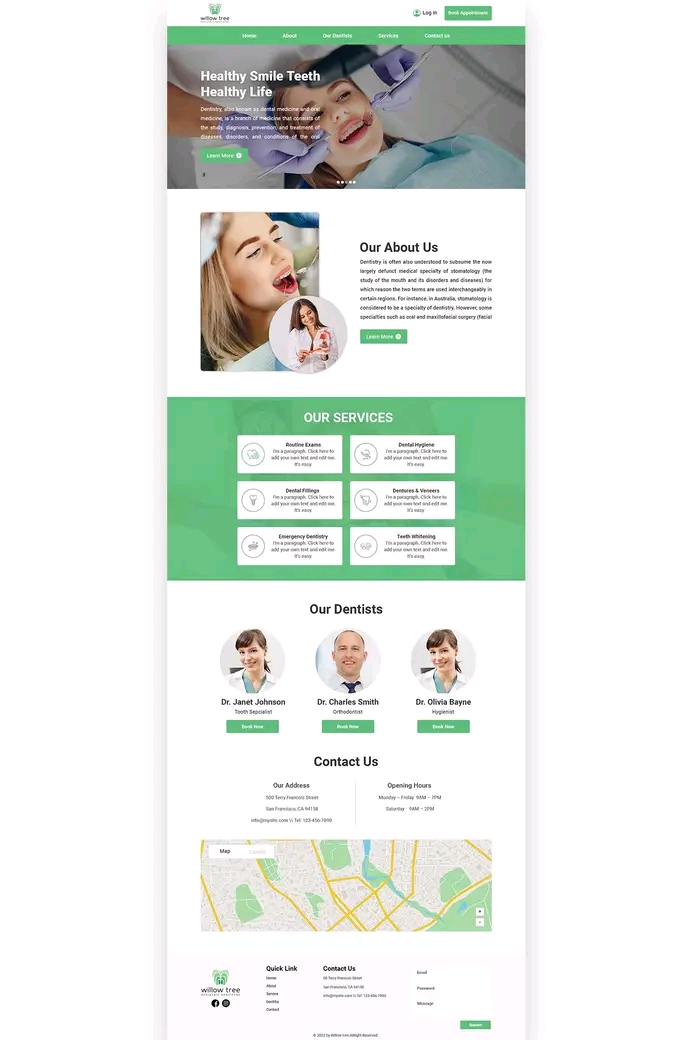 willow tree
Log In
Book Appointment
Home
About
Our Dentists
Services
Contact us
Healthy Smile Teeth
Healthy Life
Dentistry, also known as dental medicine and oral
medicine, is a branch of medicine that consists of
the study, diagnosis, prevention, and treatment of
diseases, disorders, and conditions of the oral
Learn More
Our About Us
Dentistry is often also understood to subsume the now
largely defunct medical specialty of stomatology (the
study of the mouth and its disorders and diseases) for
which reason the two terms are used interchangeably in
certain regions. For instance, in Australia, stomatology is
considered to be a specialty of dentistry. However, some
specialties such as oral and maxillofacial surgery (facial
Learn More
OUR SERVICES
Routine Exams
I'm a paragraph. Click here to
add your own text and edit me.
It's easy.
Dental Hygiene
I'm a paragraph. Click here to
add your own text and edit me.
It's easy.
Dental Fillings
I'm a paragraph. Click here to
add your own text and edit me.
It's easy.
Dentures & Veneers
I'm a paragraph. Click here to
add your own text and edit me.
It's easy.
Emergency Dentistry
I'm a paragraph. Click here to
add your own text and edit me.
It's easy.
Teeth Whitening
I'm a paragraph. Click here to
add your own text and edit me.
It's easy.
Our Dentists
Dr. Janet Johnson
Tooth Sepcialist
Book Now
Dr. Charles Smith
Orthodontist
Book Now
Dr. Olivia Bayne
Hygienist
Book Now
Contact Us
Our Address
500 Terry Francois Street
San Francisco, CA 94158
info@mysite.com \\ Tel: 123-456-7890
Opening Hours
Monday – Friday 9AM – 7PM
Saturday 9AM – 2PM
Map
willow tree
PEDIATRIC DENTISTRY
Quick Link
Home
About
Service
Dentists
Contact
Contact Us
San Francisco, CA 94158
info@mysite.com \\ Tel: 123-456-7890
Email
Password
Message
Submit